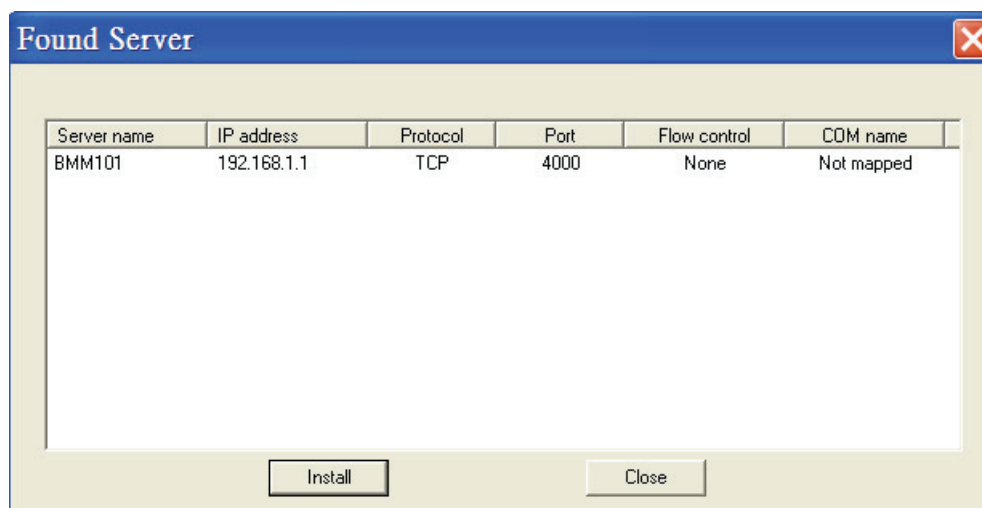 Found Server
Server name IP address Protocol Port Flow control COM name
BMM101 192.168.1.1 TCP 4000 None Not mapped
Install Close